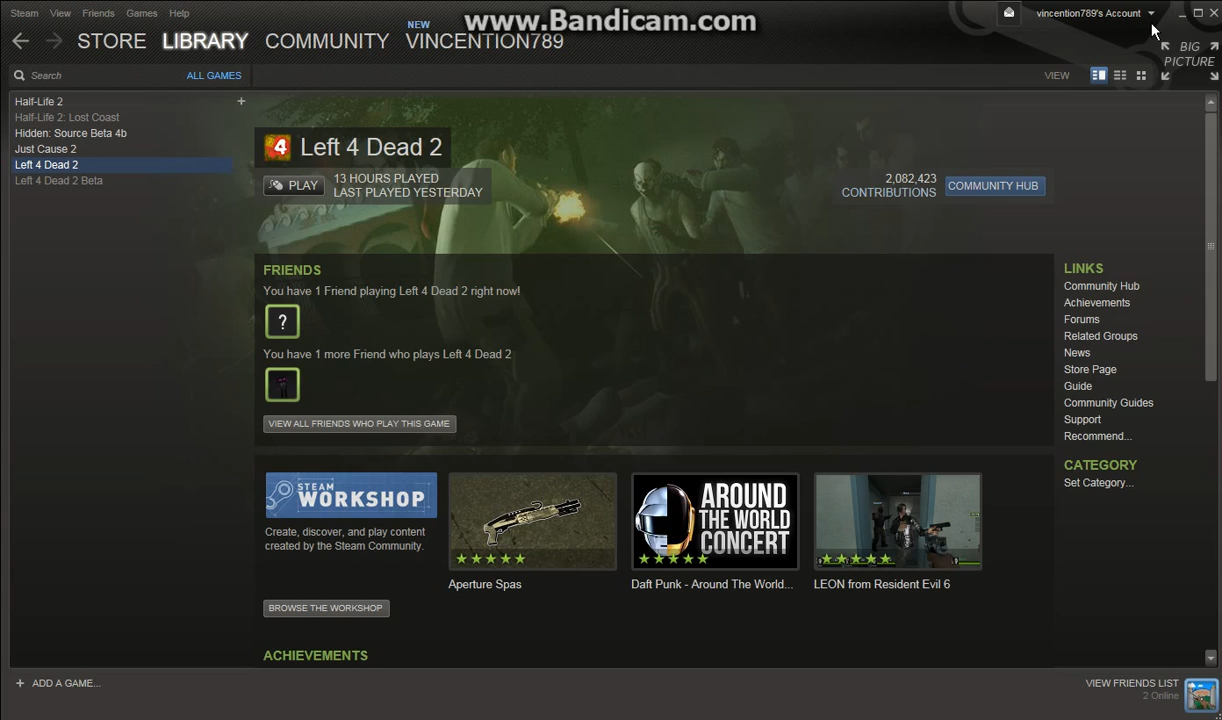 Steam View Friends Games Help
www.Bandicam.com
vincention789's Account
NEW
STORE LIBRARY COMMUNITY VINCENTION789
BIG
PICTURE
Search ALL GAMES
VIEW
Half-Life 2
Half-Life 2: Lost Coast
Hidden: Source Beta 4b
Just Cause 2
Left 4 Dead 2
Left 4 Dead 2 Beta
4 Left 4 Dead 2
PLAY
13 HOURS PLAYED
LAST PLAYED YESTERDAY
2,082,423
CONTRIBUTIONS
COMMUNITY HUB
FRIENDS
You have 1 Friend playing Left 4 Dead 2 right now!
?
You have 1 more Friend who plays Left 4 Dead 2
VIEW ALL FRIENDS WHO PLAY THIS GAME
LINKS
Community Hub
Achievements
Forums
Related Groups
News
Store Page
Guide
Community Guides
Support
Recommend...
CATEGORY
Set Category...
STEAM
WORKSHOP
Create, discover, and play content
created by the Steam Community.
BROWSE THE WORKSHOP
Aperture Spas
AROUND
THE WORLD
CONCERT
Daft Punk - Around The World...
LEON from Resident Evil 6
ACHIEVEMENTS
+ ADD A GAME...
VIEW FRIENDS LIST
2 Online